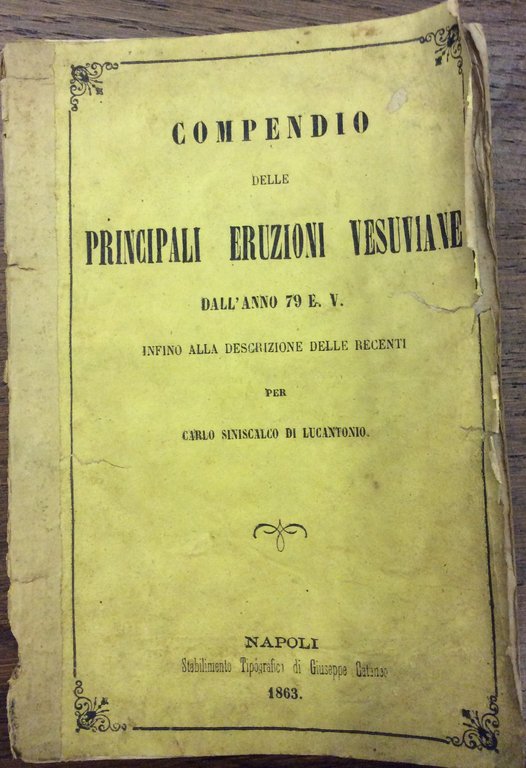 COMPENDIO
DELLE
PRINCIPALI ERUZIONI VESUVIANE
DALL'ANNO 79 E. V.
INFINO ALLA DESCRIZIONE DELLE RECENTI
PER
CARLO SINISCALCO DI LUCANTONIO.
NAPOLI
Stabilimento Tipografico di Giuseppe Cataneo
1863.